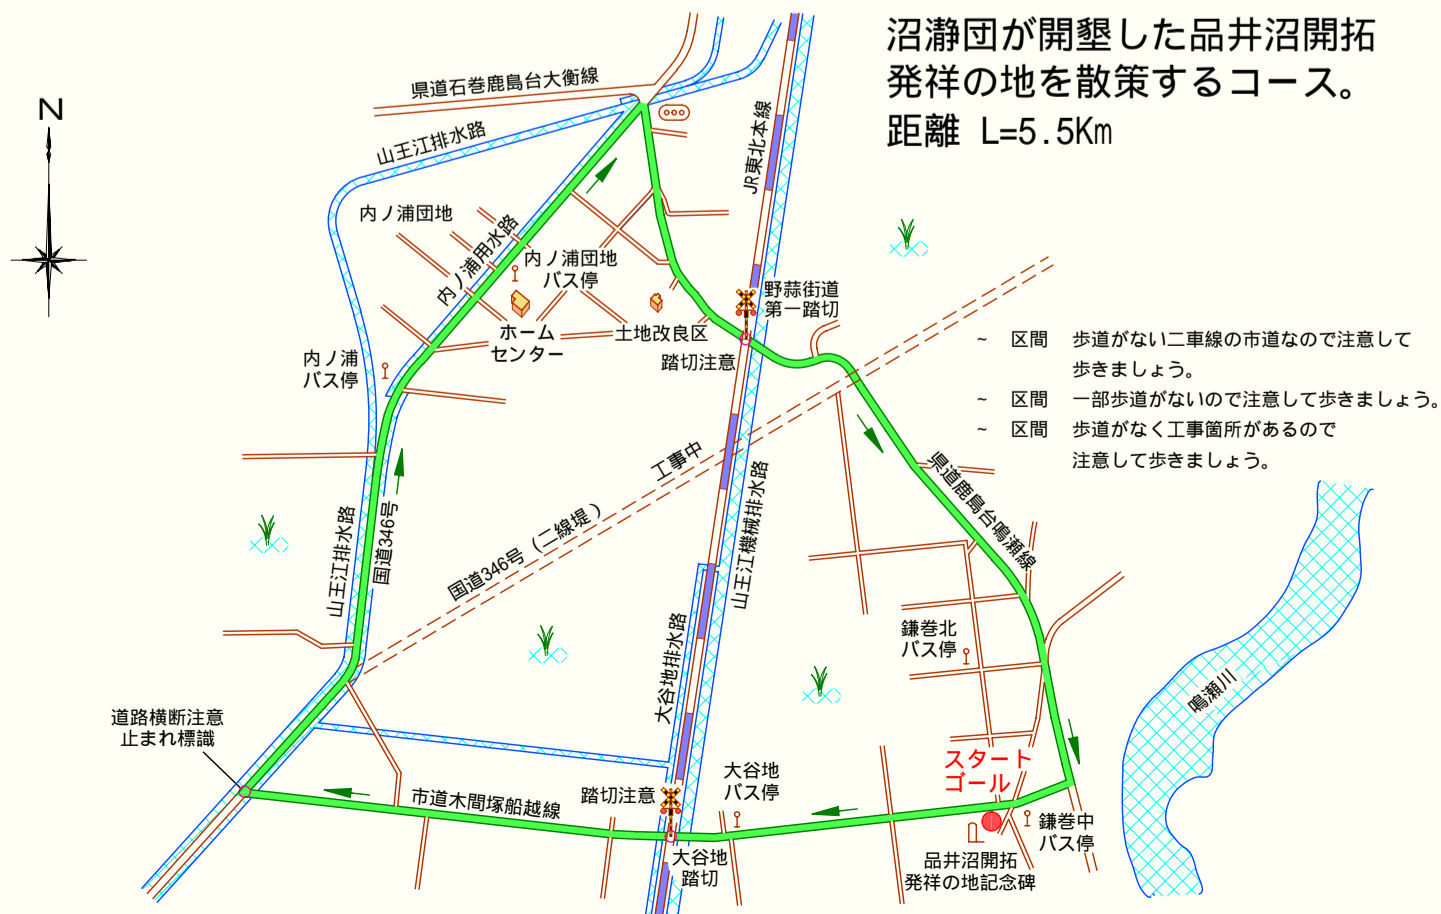 沼瀞団が開墾した品井沼開拓
発祥の地を散策するコース。
距離 L=5.5Km
N
県道石巻鹿島台大衡線
山王江排水路
JR東北本線
内ノ浦団地
内ノ浦用水路
内ノ浦団地
バス停
野蒜街道
第一踏切
ホーム
センター
土地改良区
踏切注意
内ノ浦
バス停
~ 区間 歩道がない二車線の市道なので注意して
歩きましょう。
~ 区間 一部歩道がないので注意して歩きましょう。
~ 区間 歩道がなく工事箇所があるので
注意して歩きましょう。
工事中
県道鹿島台鳴瀬線
国道346号（二線堤）
山王江機械排水路
山王江排水路
国道346号
大谷地排水路
鎌巻北
バス停
鳴瀬川
道路横断注意
止まれ標識
スタート
ゴール
大谷地
バス停
踏切注意
市道木間塚船越線
鎌巻中
バス停
大谷地
踏切
品井沼開拓
発祥の地記念碑